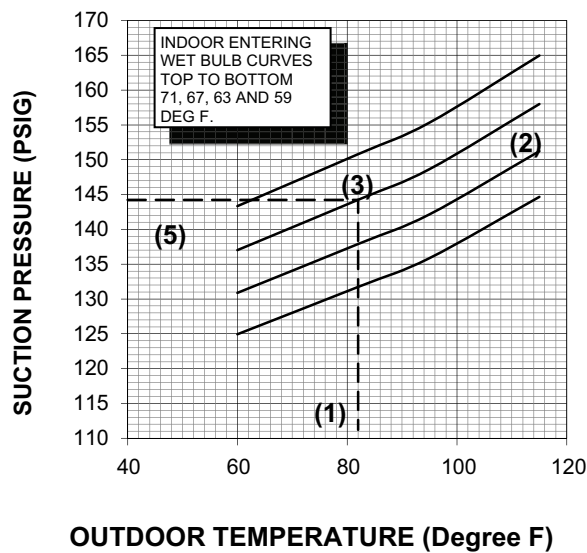 170
165
160
155
150
145
140
135
130
125
120
115
110
SUCTION PRESSURE (PSIG)
INDOOR ENTERING
WET BULB CURVES
TOP TO BOTTOM
71, 67, 63 AND 59
DEG F.
(2)
(3)
(5)
(1)
40 60 80 100 120
OUTDOOR TEMPERATURE (Degree F)